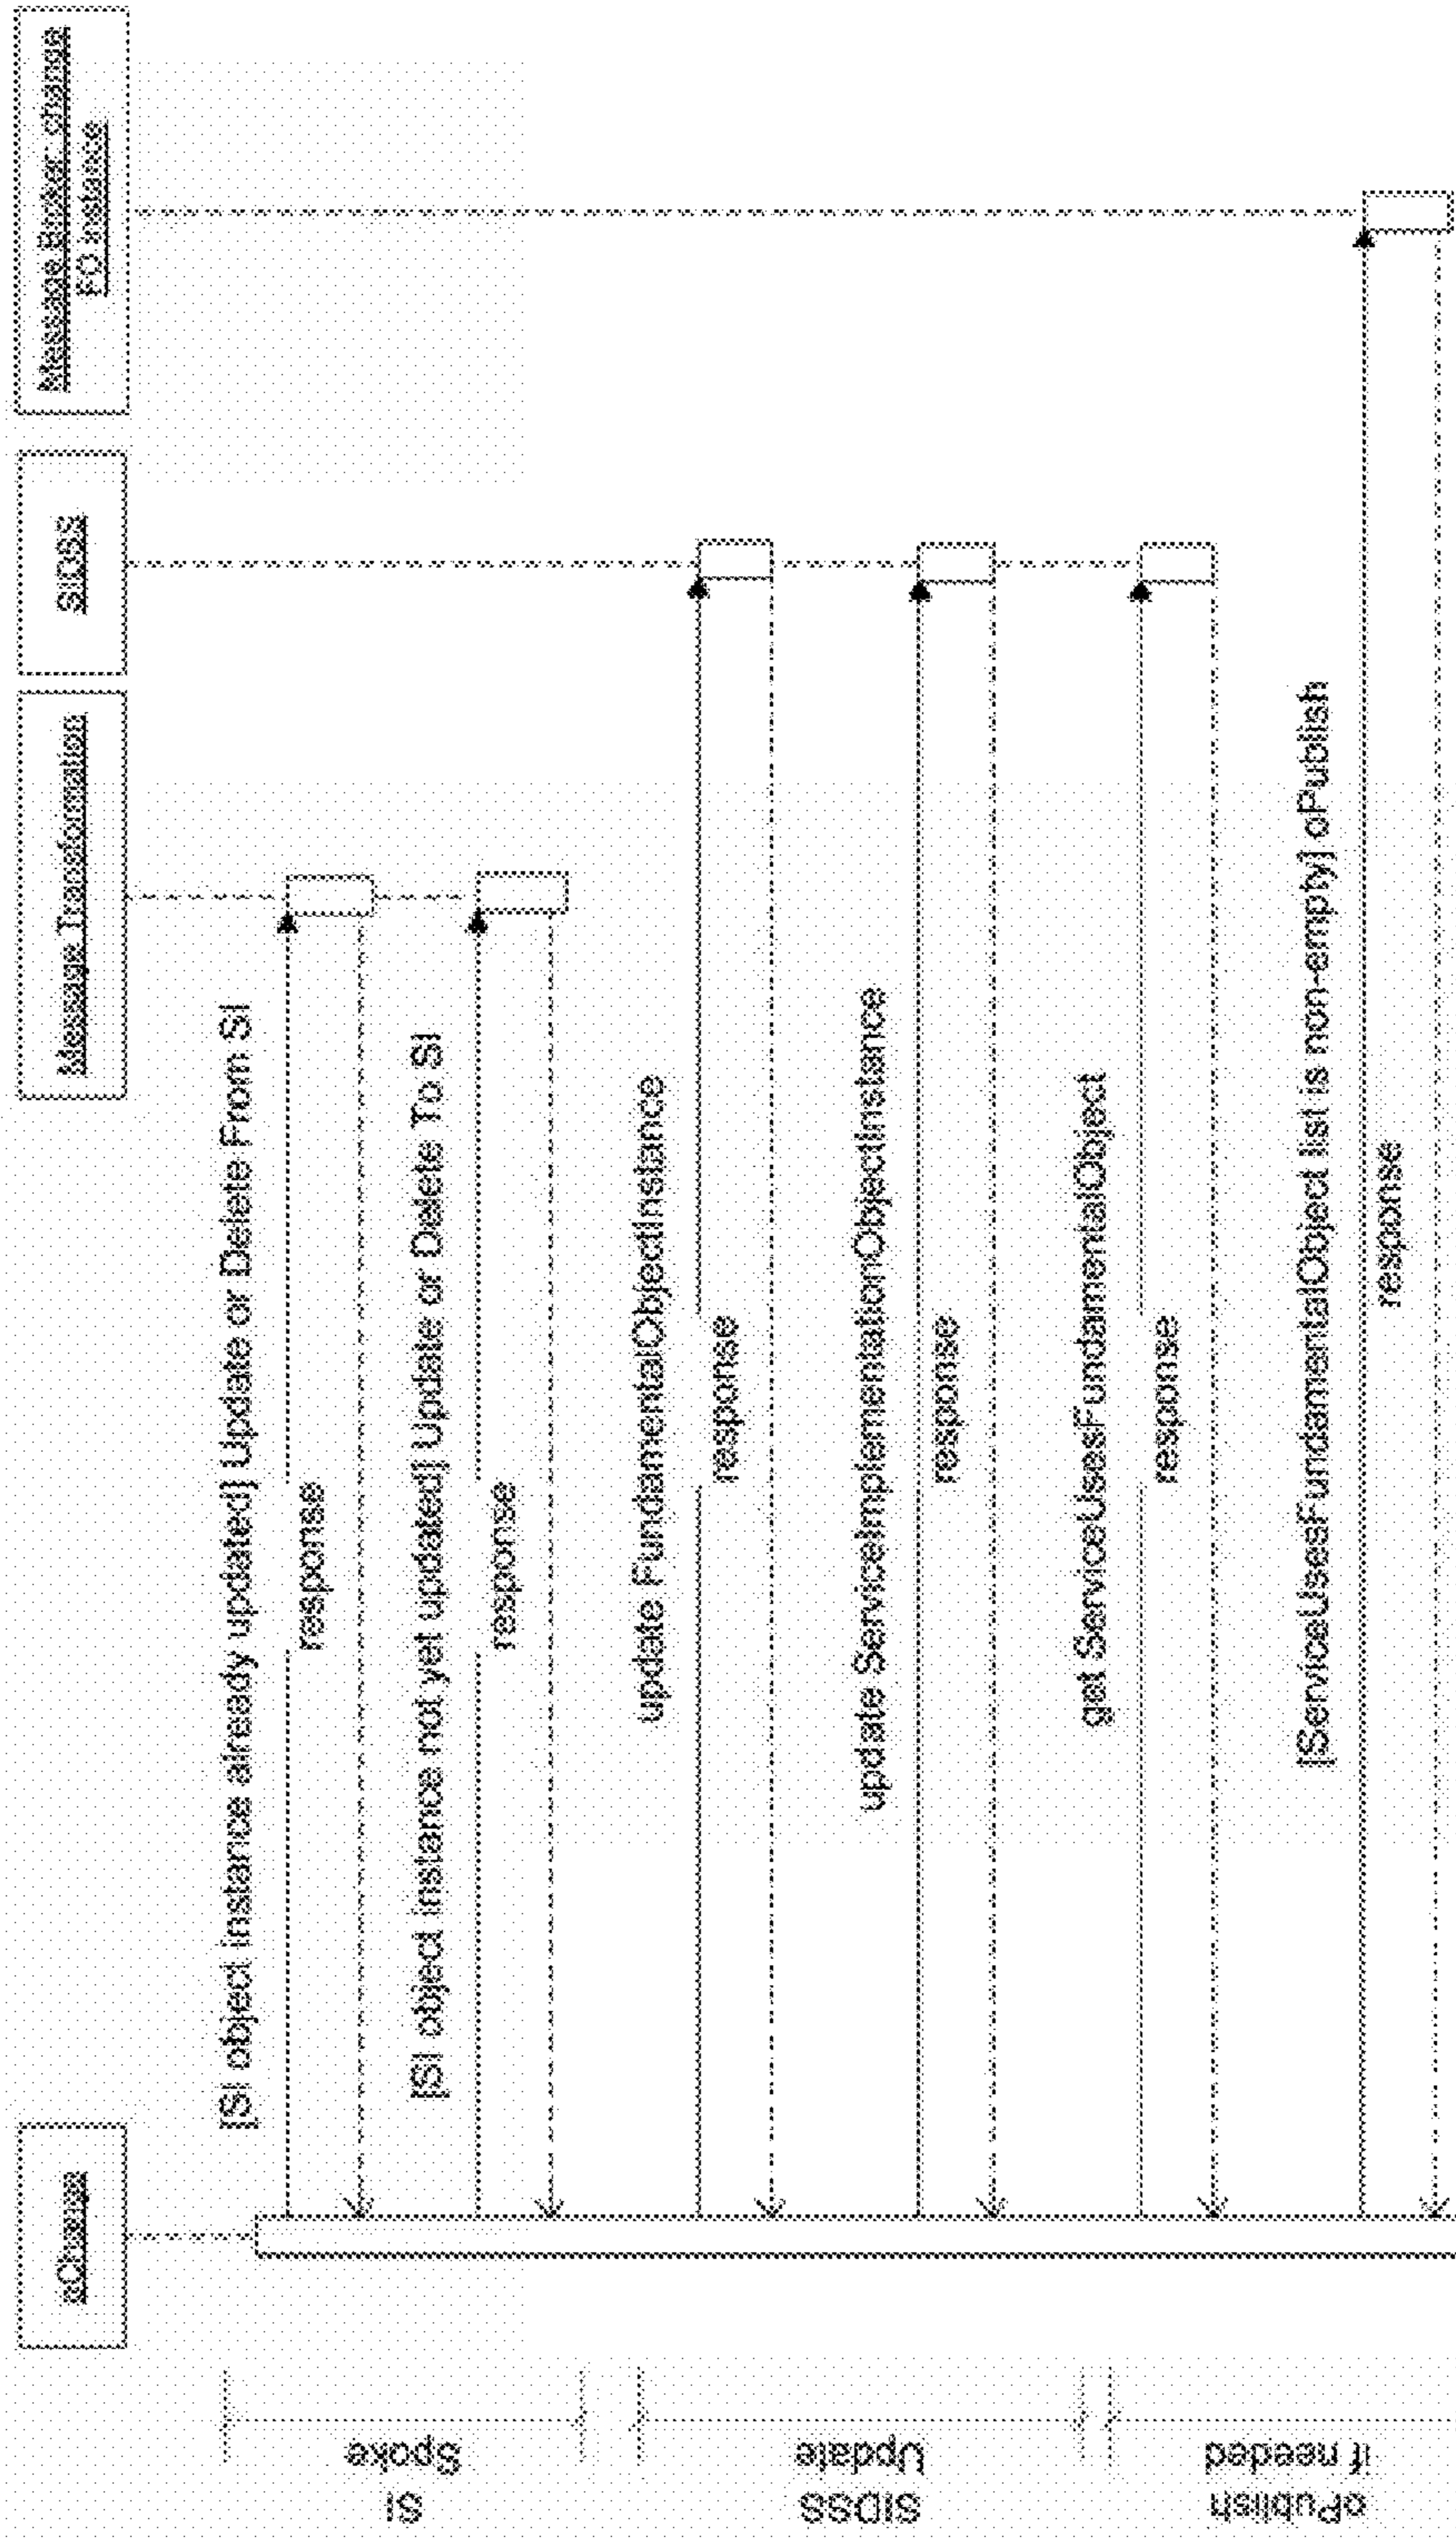 oChange
Message Transformation
SIDSS
Message Broker: change
FO instance
SI
Spoke
[SI object instance already updated] Update or Delete From SI
response
[SI object instance not yet updated] Update or Delete To SI
response
SIDSS
Update
update FundamentalObjectInstance
response
update ServiceImplementationObjectInstance
response
oPublish
if needed
get ServiceUsesFundamentalObject
response
[ServiceUsesFundamentalObject list is non-empty] oPublish
response